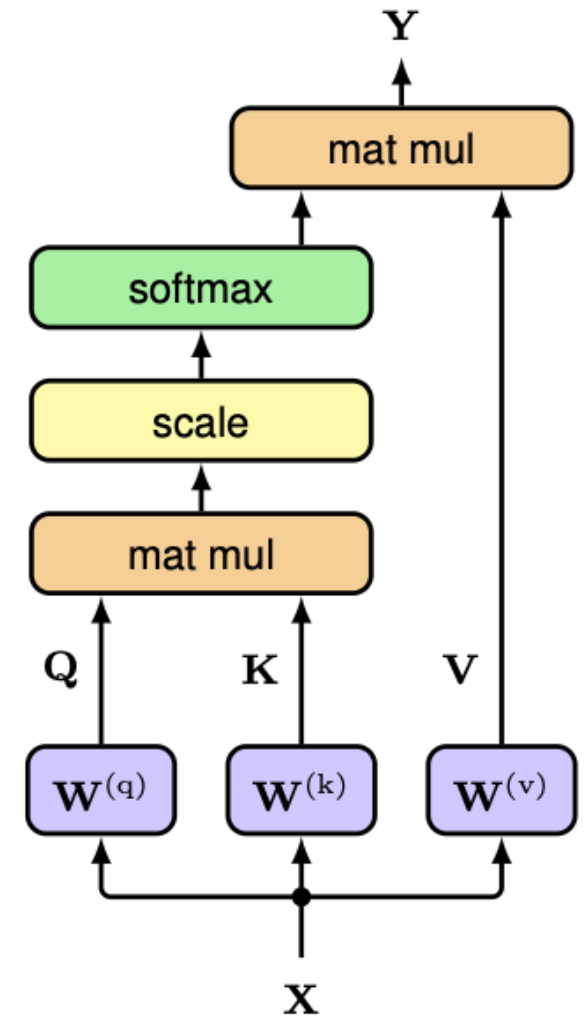 Y
mat mul
softmax
scale
mat mul
Q K V
W(q) W(k) W(v)
X